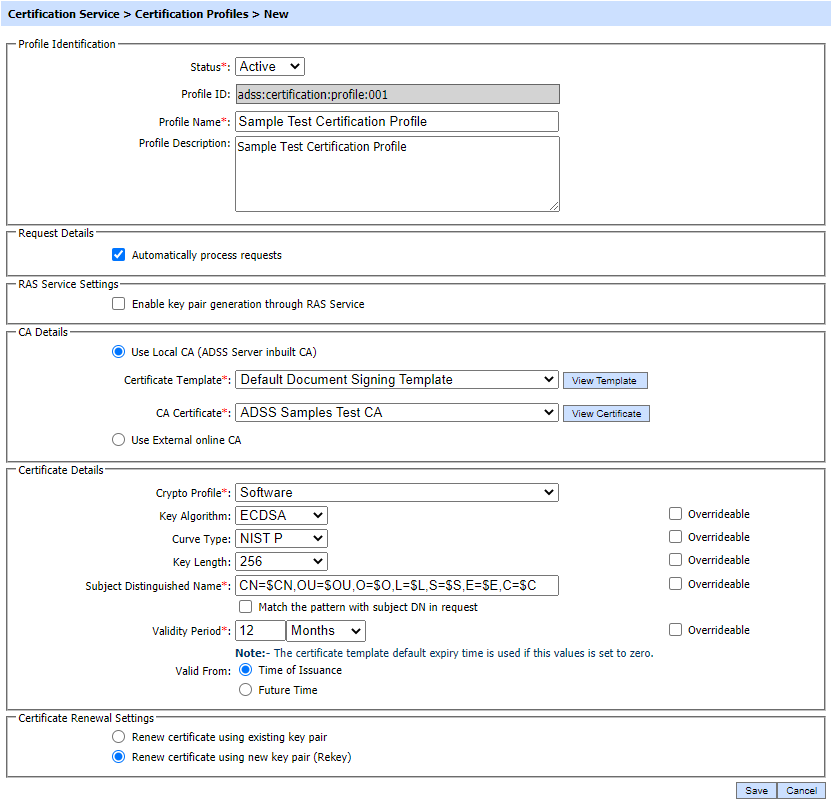 Certification Service > Certification Profiles > New
Profile Identification
Status*: Active
Profile ID: adss:certification:profile:001
Profile Name*: Sample Test Certification Profile
Profile Description: Sample Test Certification Profile
Request Details
Automatically process requests
RAS Service Settings
Enable key pair generation through RAS Service
CA Details
Use Local CA (ADSS Server inbuilt CA)
Certificate Template*: Default Document Signing Template View Template
CA Certificate*: ADSS Samples Test CA View Certificate
Use External online CA
Certificate Details
Crypto Profile*: Software
Key Algorithm: ECDSA Overrideable
Curve Type: NIST P Overrideable
Key Length: 256 Overrideable
Subject Distinguished Name*: CN=$CN,OU=$OU,O=$O,L=$L,S=$S,E=$E,C=$C Overrideable
Match the pattern with subject DN in request
Validity Period*: 12 Months Overrideable
Note:- The certificate template default expiry time is used if this values is set to zero.
Valid From: Time of Issuance
Future Time
Certificate Renewal Settings
Renew certificate using existing key pair
Renew certificate using new key pair (Rekey)
Save Cancel